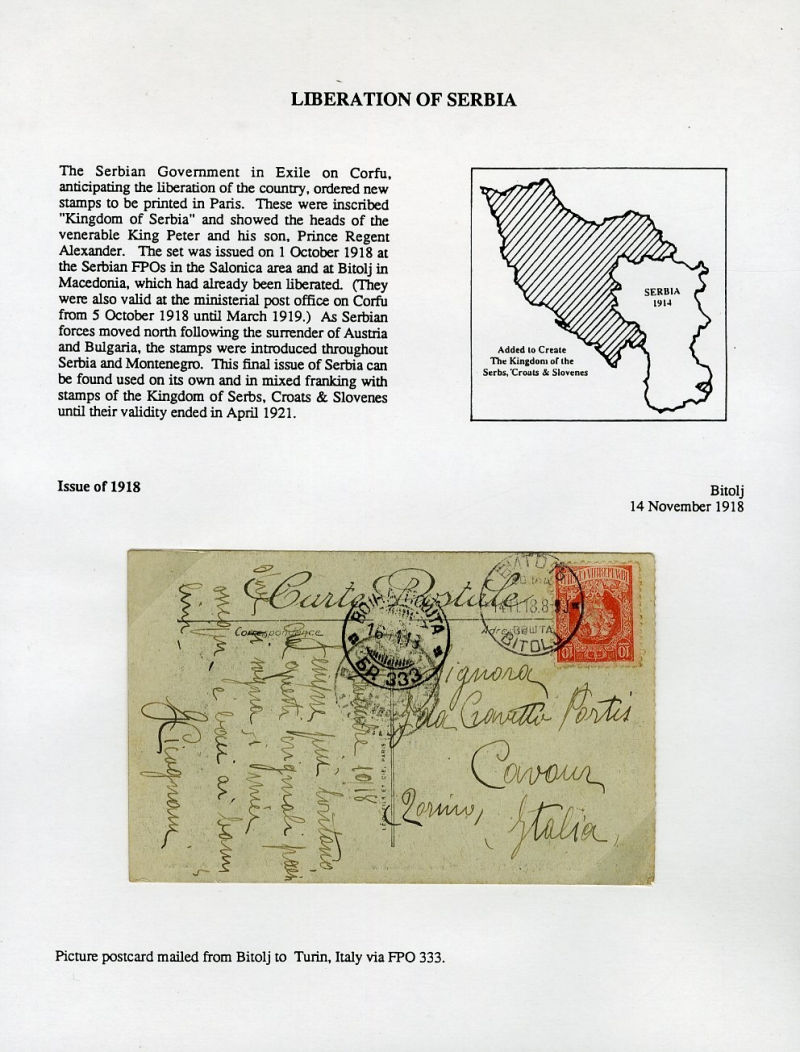 LIBERATION OF SERBIA
The Serbian Government in Exile on Corfu,
anticipating the liberation of the country, ordered new
stamps to be printed in Paris. These were inscribed
"Kingdom of Serbia" and showed the heads of the
venerable King Peter and his son, Prince Regent
Alexander. The set was issued on 1 October 1918 at
the Serbian FPOs in the Salonica area and at Bitolj in
Macedonia, which had already been liberated. (They
were also valid at the ministerial post office on Corfu
from 5 October 1918 until March 1919.) As Serbian
forces moved north following the surrender of Austria
and Bulgaria, the stamps were introduced throughout
Serbia and Montenegro. This final issue of Serbia can
be found used on its own and in mixed franking with
stamps of the Kingdom of Serbs, Croats & Slovenes
until their validity ended in April 1921.
SERBIA
1914
Added to Create
The Kingdom of the
Serbs, Croats & Slovenes
Issue of 1918
Bitolj
14 November 1918
Carte Postale
Correspondance
ВОЈНА ПОШТА
БР. 333
BITOLJ
10
10
Signora
Cavour
Torino,
Italia,
Picture postcard mailed from Bitolj to Turin, Italy via FPO 333.